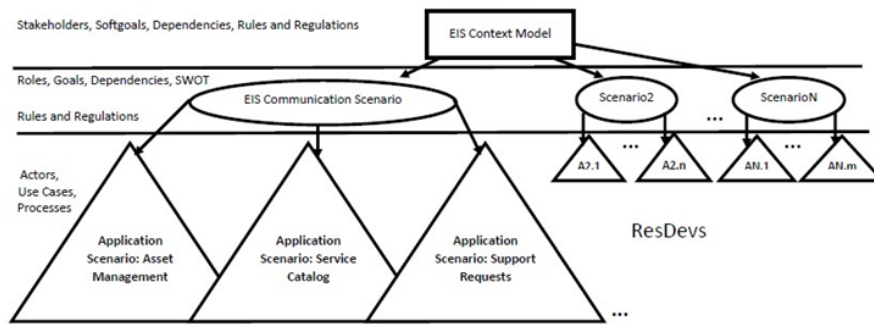 Stakeholders, Softgoals, Dependencies, Rules and Regulations
EIS Context Model
Roles, Goals, Dependencies, SWOT
EIS Communication Scenario
Scenario2
ScenarioN
...
Rules and Regulations
...
...
A2.1
A2.n
AN.1
AN.m
Actors,
Use Cases,
Processes
ResDevs
Application
Scenario: Asset
Management
Application
Scenario: Service
Catalog
Application
Scenario: Support
Requests
...